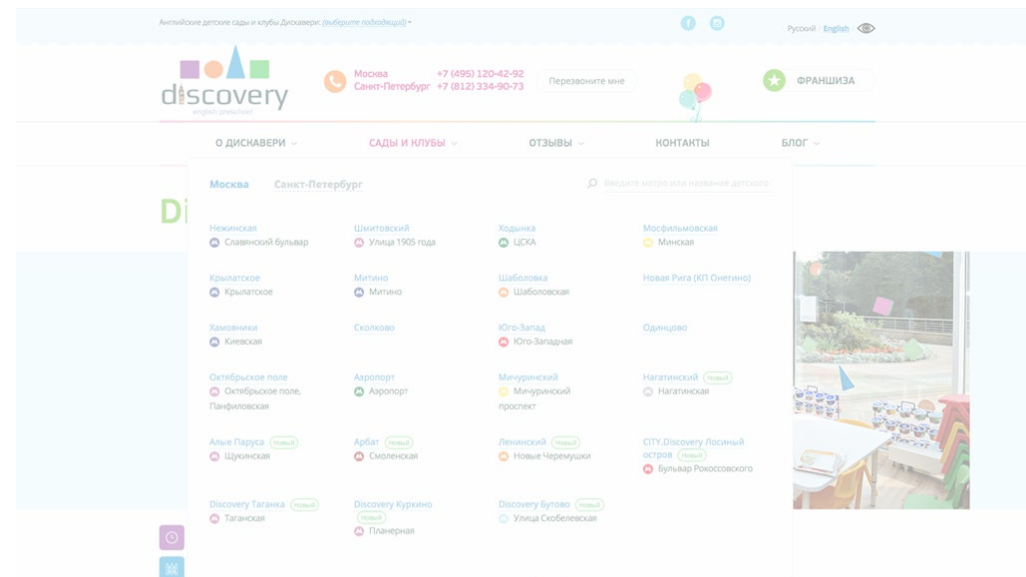 Английские детские сады и клубы Дискавери: (выберите подходящий)
Русский English
discovery
english preschool
Москва +7 (495) 120-42-92
Санкт-Петербург +7 (812) 334-90-73
Перезвоните мне
ФРАНШИЗА
О ДИСКАВЕРИ САДЫ И КЛУБЫ ОТЗЫВЫ КОНТАКТЫ БЛОГ
Москва Санкт-Петербург Введите метро или название детского
Di
Нежинская Шмитовский Ходынка Мосфильмовская
Славянский бульвар Улица 1905 года ЦСКА Минская
Крылатское Митино Шаболовка Новая Рига (КП Онегино)
Крылатское Митино Шаболовская
Хамовники Сколково Юго-Запад Одинцово
Киевская Юго-Западная
Октябрьское поле Аэропорт Мичуринский Нагатинский Новый
Октябрьское поле, Аэропорт Мичуринский Нагатинская
Панфиловская проспект
Алые Паруса Новый Арбат Новый Ленинский Новый CITY.Discovery Лосиный
Щукинская Смоленская Новые Черемушки остров Новый
Бульвар Рокоссовского
Discovery Таганка Новый Discovery Куркино Discovery Бутово Новый
Таганская Новый Улица Скобелевская
Планерная